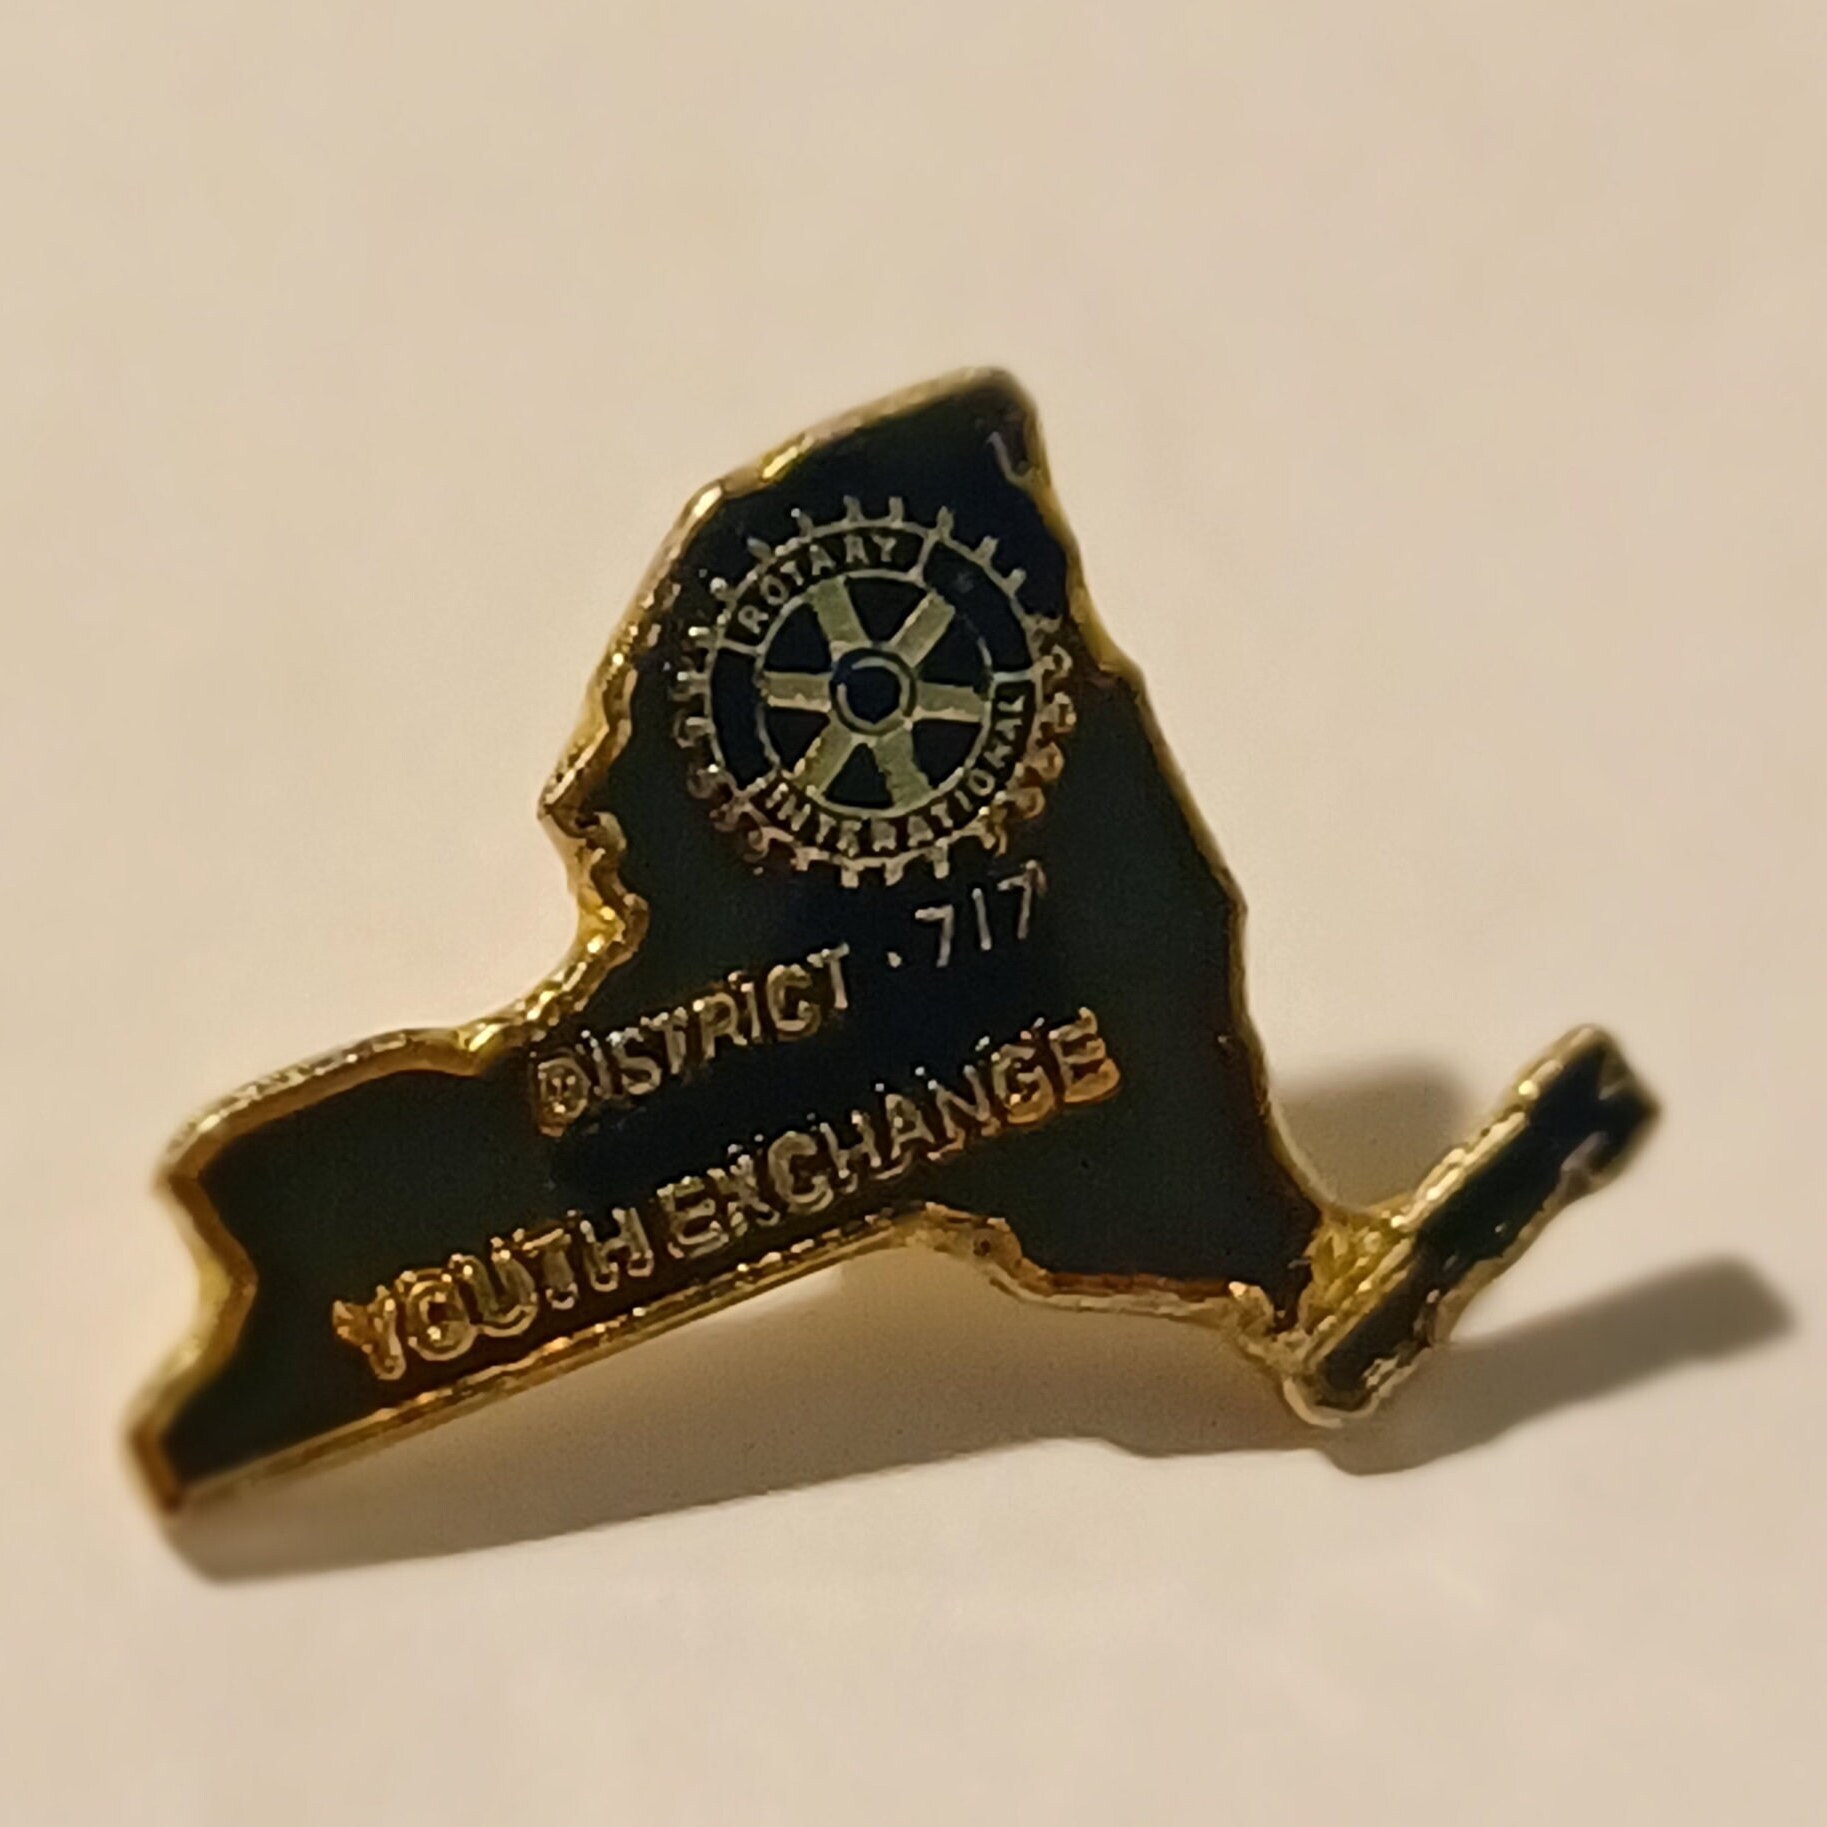 ROTARY
INTERNATIONAL
DISTRICT · 717
YOUTH EXCHANGE